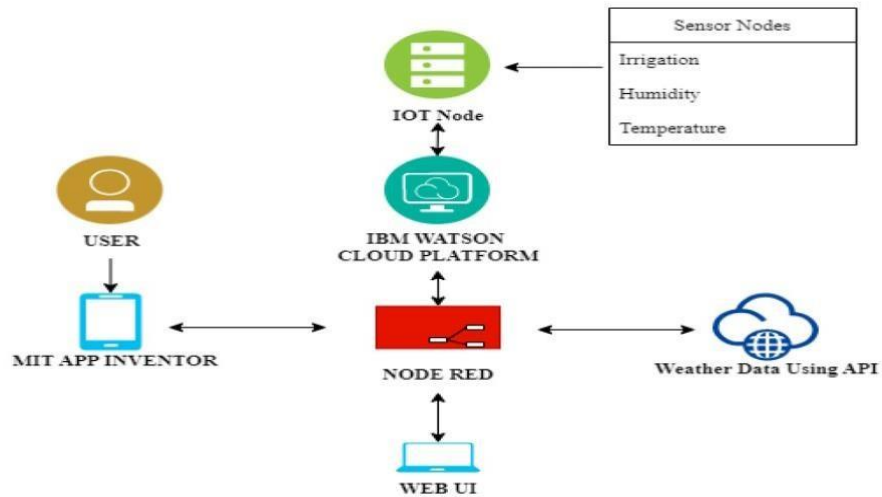 Sensor Nodes
Irrigation
Humidity
Temperature
IOT Node
USER
IBM WATSON
CLOUD PLATFORM
MIT APP INVENTOR
NODE RED
Weather Data Using API
WEB UI